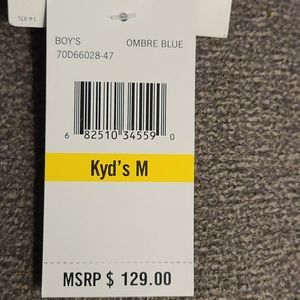 BOY'S OMBRE BLUE
70D66028-47
6 82510 34559 0
Kyd's M
MSRP $ 129.00